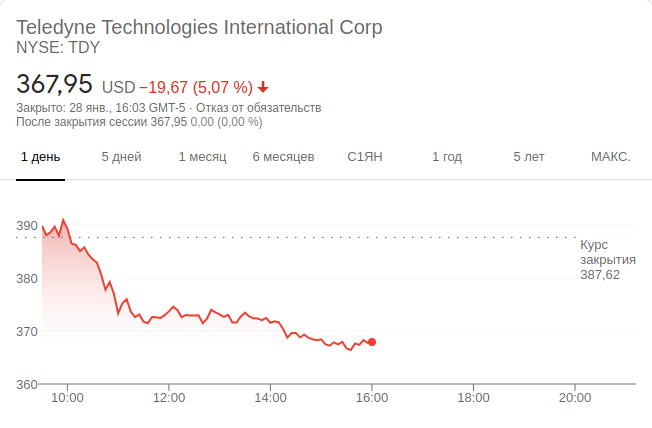 Teledyne Technologies International Corp
NYSE: TDY
367,95 USD −19,67 (5,07 %)
Закрыто: 28 янв., 16:03 GMT-5 · Отказ от обязательств
После закрытия сессии 367,95 0,00 (0,00 %)
1 день 5 дней 1 месяц 6 месяцев С1ЯН 1 год 5 лет МАКС.
390
Курс
закрытия
387,62
380
370
360
10:00 12:00 14:00 16:00 18:00 20:00